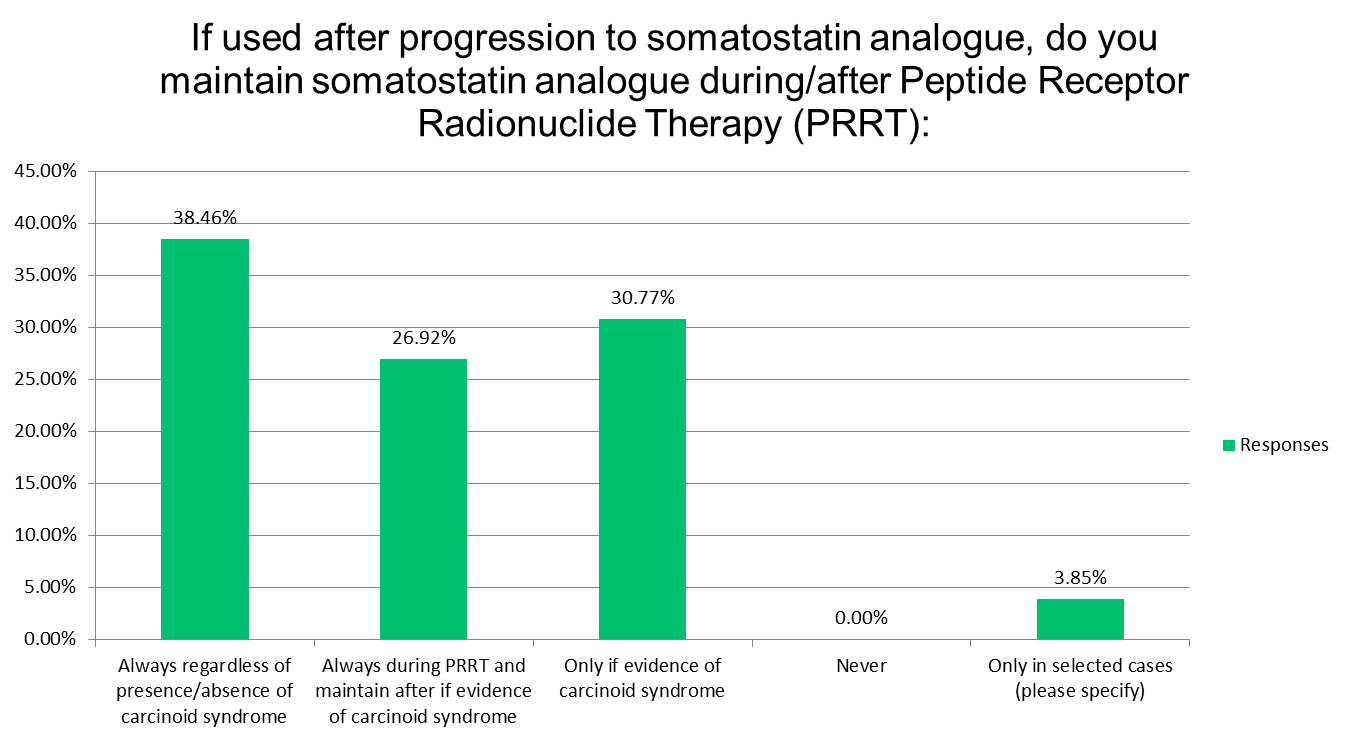 If used after progression to somatostatin analogue, do you
maintain somatostatin analogue during/after Peptide Receptor
Radionuclide Therapy (PRRT):
45.00%
40.00%
35.00%
30.00%
25.00%
20.00%
15.00%
10.00%
5.00%
0.00%
38.46%
26.92%
30.77%
0.00%
3.85%
Always regardless of
presence/absence of
carcinoid syndrome
Always during PRRT and
maintain after if evidence
of carcinoid syndrome
Only if evidence of
carcinoid syndrome
Never
Only in selected cases
(please specify)
Responses